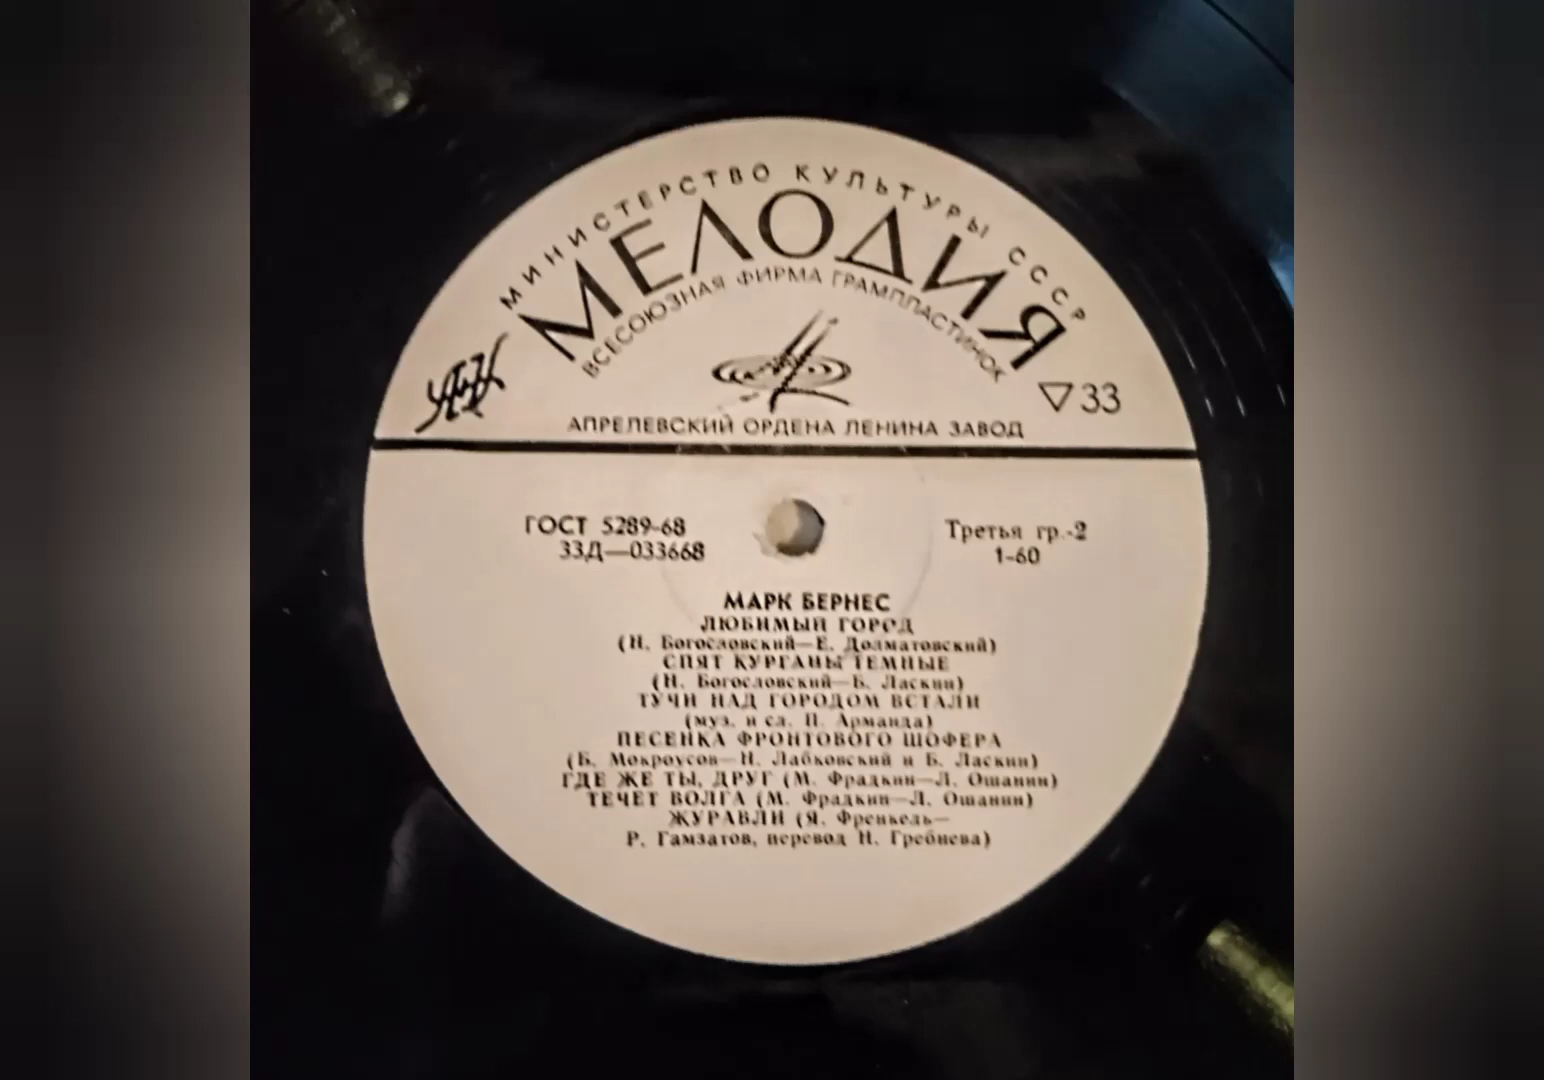 МИНИСТЕРСТВО КУЛЬТУРЫ СССР
МЕЛОДИЯ
ВСЕСОЮЗНАЯ ФИРМА ГРАМПЛАСТИНОК
▽33
АПРЕЛЕВСКИЙ ОРДЕНА ЛЕНИНА ЗАВОД
ГОСТ 5289-68
33Д—033668
Третья гр.-2
1-60
МАРК БЕРНЕС
ЛЮБИМЫЙ ГОРОД
(Н. Богословский—Е. Долматовский)
СПЯТ КУРГАНЫ ТЕМНЫЕ
(Н. Богословский—Б. Ласкин)
ТУЧИ НАД ГОРОДОМ ВСТАЛИ
(муз. и сл. П. Арманда)
ПЕСЕНКА ФРОНТОВОГО ШОФЕРА
(Б. Мокроусов—Н. Лабковский и Б. Ласкин)
ГДЕ ЖЕ ТЫ, ДРУГ (М. Фрадкин—Л. Ошанин)
ТЕЧЕТ ВОЛГА (М. Фрадкин—Л. Ошанин)
ЖУРАВЛИ (Я. Френкель—
Р. Гамзатов, перевод Н. Гребнева)